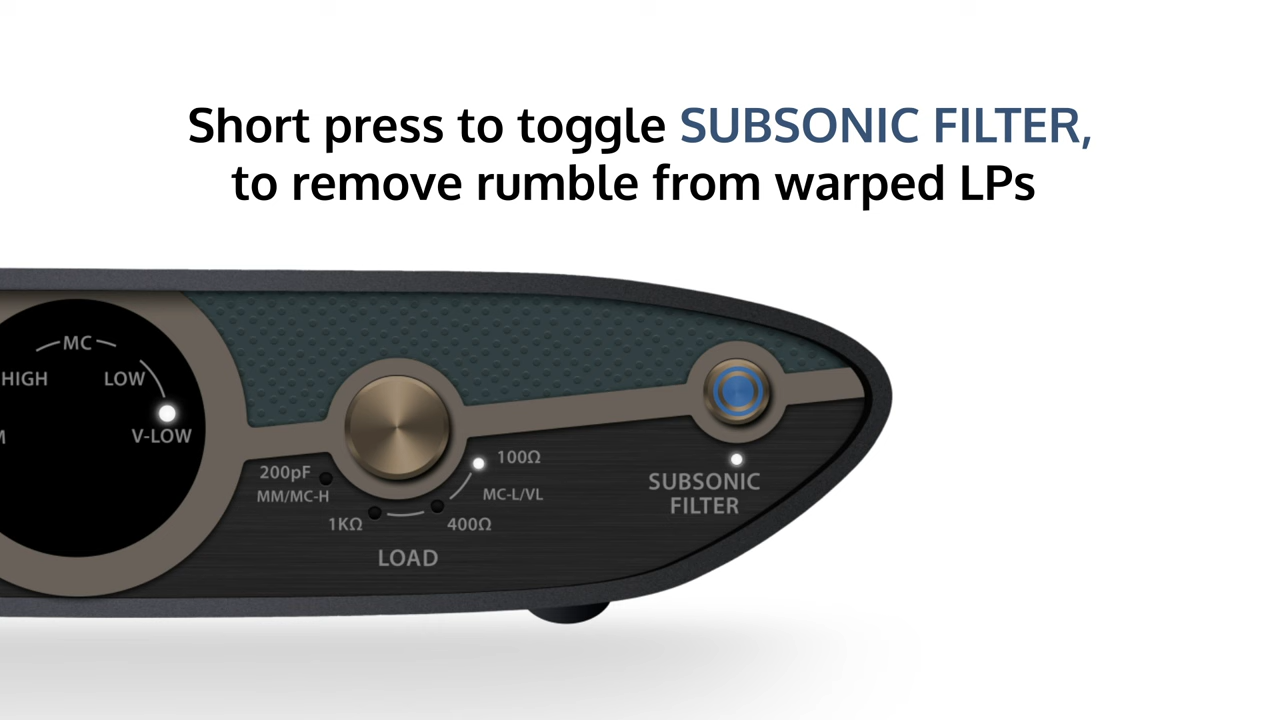 Short press to toggle SUBSONIC FILTER,
to remove rumble from warped LPs
MC
HIGH
LOW
V-LOW
200pF
MM/MC-H
1KΩ
400Ω
100Ω
MC-L/VL
LOAD
SUBSONIC
FILTER